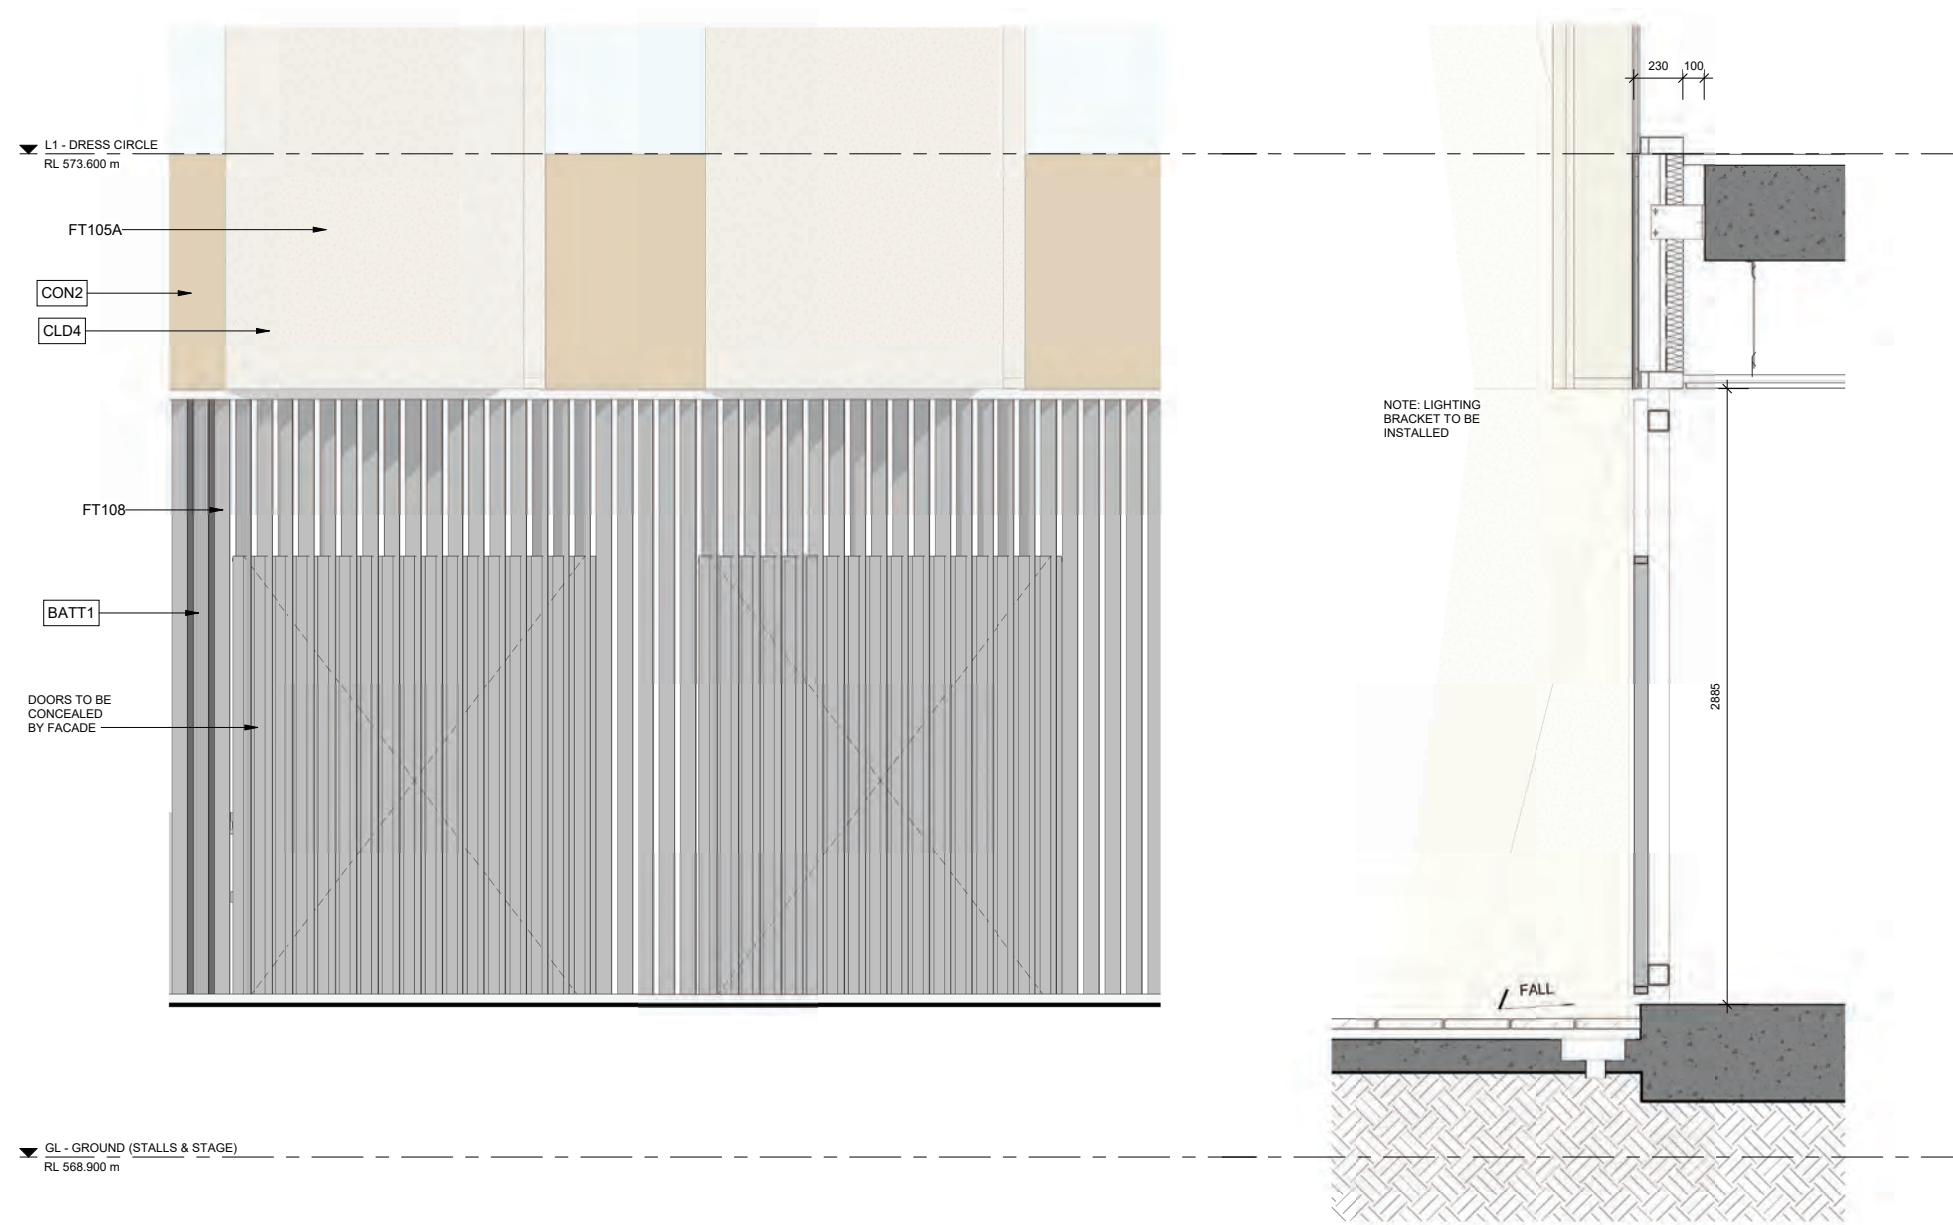 L1 - DRESS CIRCLE
RL 573.600 m
FT105A
CON2
CLD4
FT108
BATT1
DOORS TO BE
CONCEALED
BY FACADE
GL - GROUND (STALLS & STAGE)
RL 568.900 m
230
100
NOTE: LIGHTING
BRACKET TO BE
INSTALLED
2885
FALL